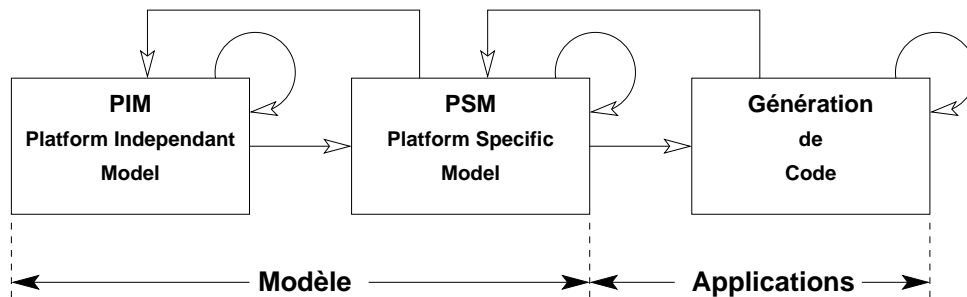 PIM
Platform Independant
Model
PSM
Platform Specific
Model
Génération
de
Code
Modèle
Applications